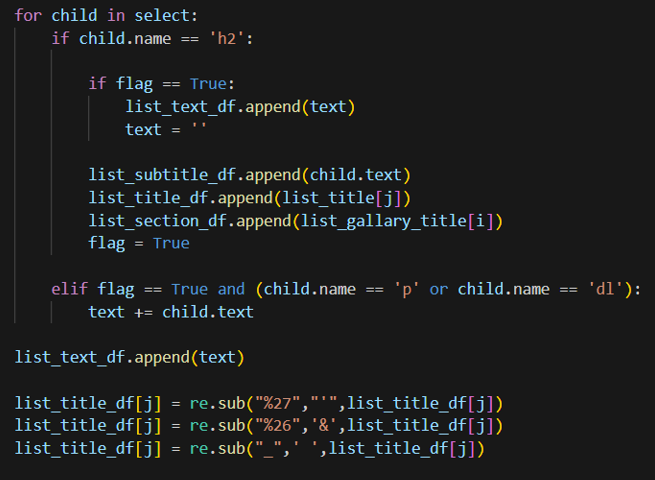 for child in select:
if child.name == 'h2':
if flag == True:
list_text_df.append(text)
text = ''
list_subtitle_df.append(child.text)
list_title_df.append(list_title[j])
list_section_df.append(list_gallary_title[i])
flag = True
elif flag == True and (child.name == 'p' or child.name == 'dl'):
text += child.text
list_text_df.append(text)
list_title_df[j] = re.sub("%27","'",list_title_df[j])
list_title_df[j] = re.sub("%26",'&',list_title_df[j])
list_title_df[j] = re.sub("_",' ',list_title_df[j])